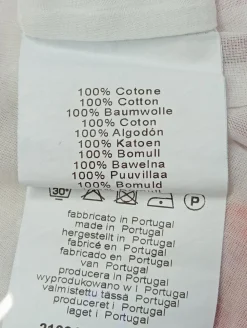 100% Cotone
100% Cotton
100% Baumwolle
100% Coton
100% Algodón
100% Katoen
100% Bomull
100% Bawełna
100% Puuvillaa
100% Bomuld
30° P
fabbricato in Portugal
made in Portugal
hergestellt in Portugal
fabricé en Portugal
fabricado en Portugal
van Portugal
producera in Portugal
wyprodukowano w I Portugal
valmistettu tässä Portugal
produceret i Portugal
laget i Portugal